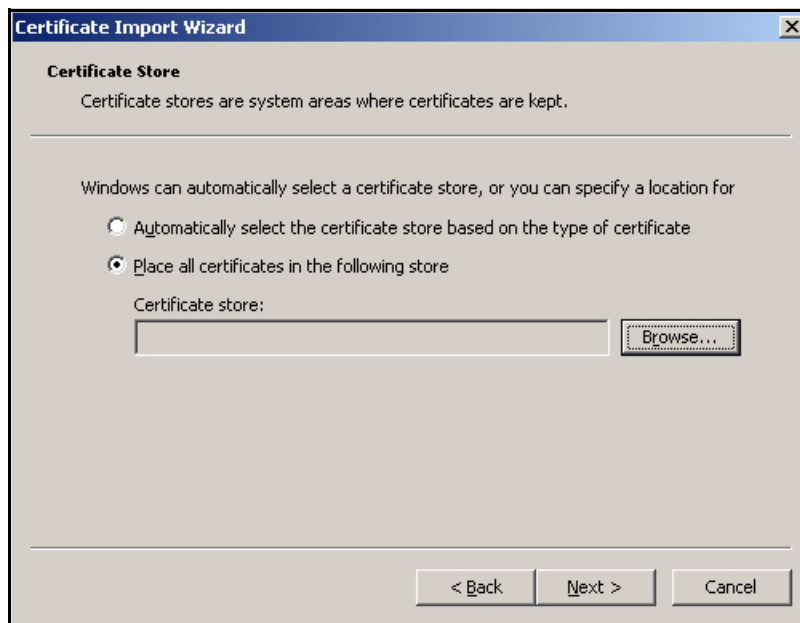 Certificate Import Wizard
Certificate Store
Certificate stores are system areas where certificates are kept.
Windows can automatically select a certificate store, or you can specify a location for
Automatically select the certificate store based on the type of certificate
Place all certificates in the following store
Certificate store:
Browse...
< Back
Next >
Cancel